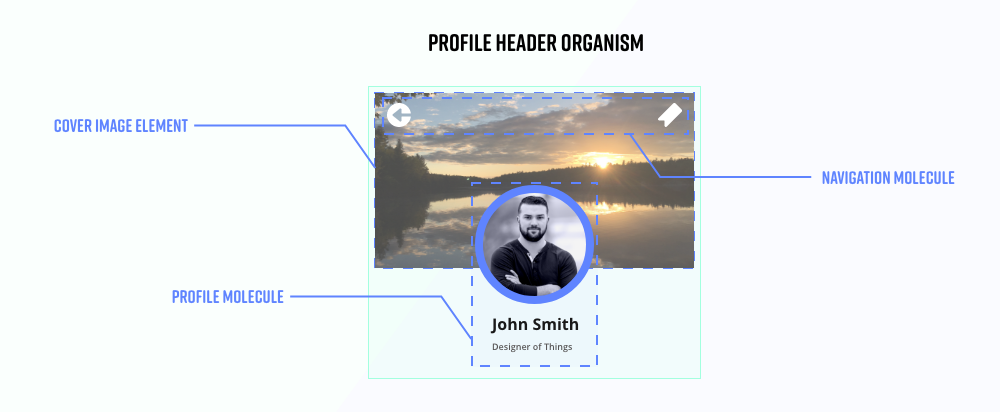 PROFILE HEADER ORGANISM
COVER IMAGE ELEMENT
NAVIGATION MOLECULE
PROFILE MOLECULE
John Smith
Designer of Things